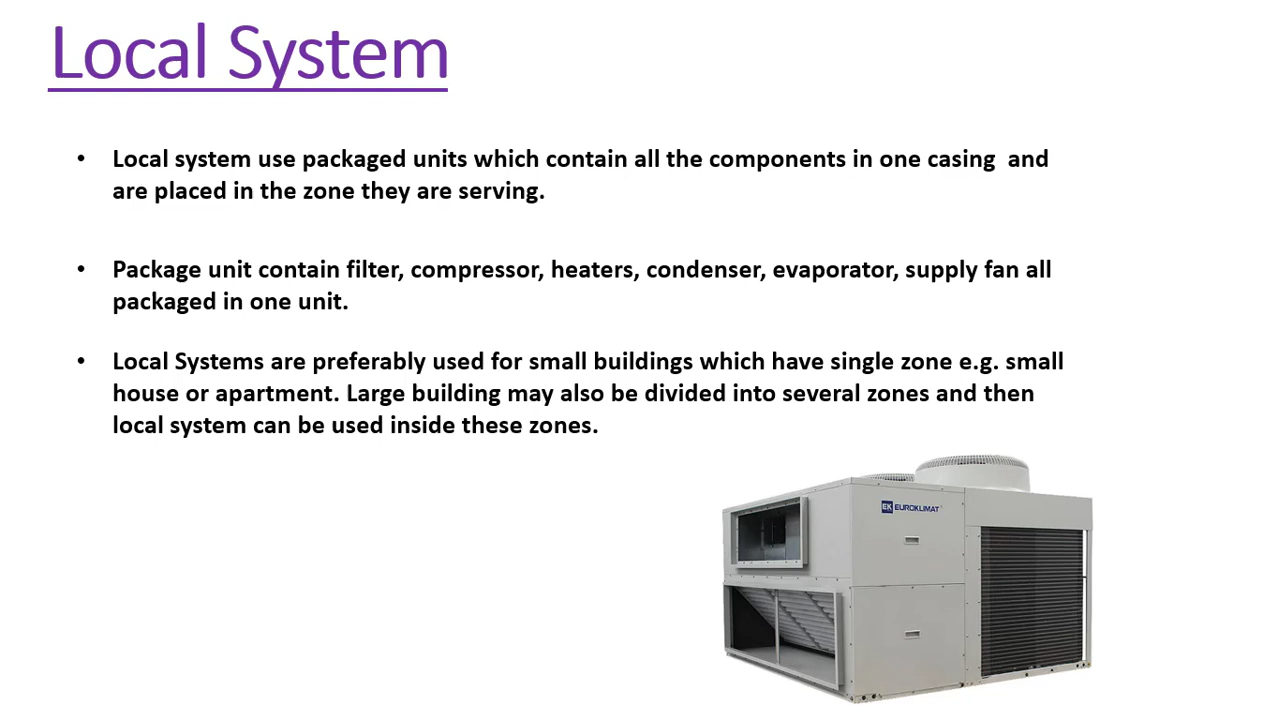 Local System
• Local system use packaged units which contain all the components in one casing  and
are placed in the zone they are serving.
• Package unit contain filter, compressor, heaters, condenser, evaporator, supply fan all
packaged in one unit.
• Local Systems are preferably used for small buildings which have single zone e.g. small
house or apartment. Large building may also be divided into several zones and then
local system can be used inside these zones.
EK EUROKLIMAT